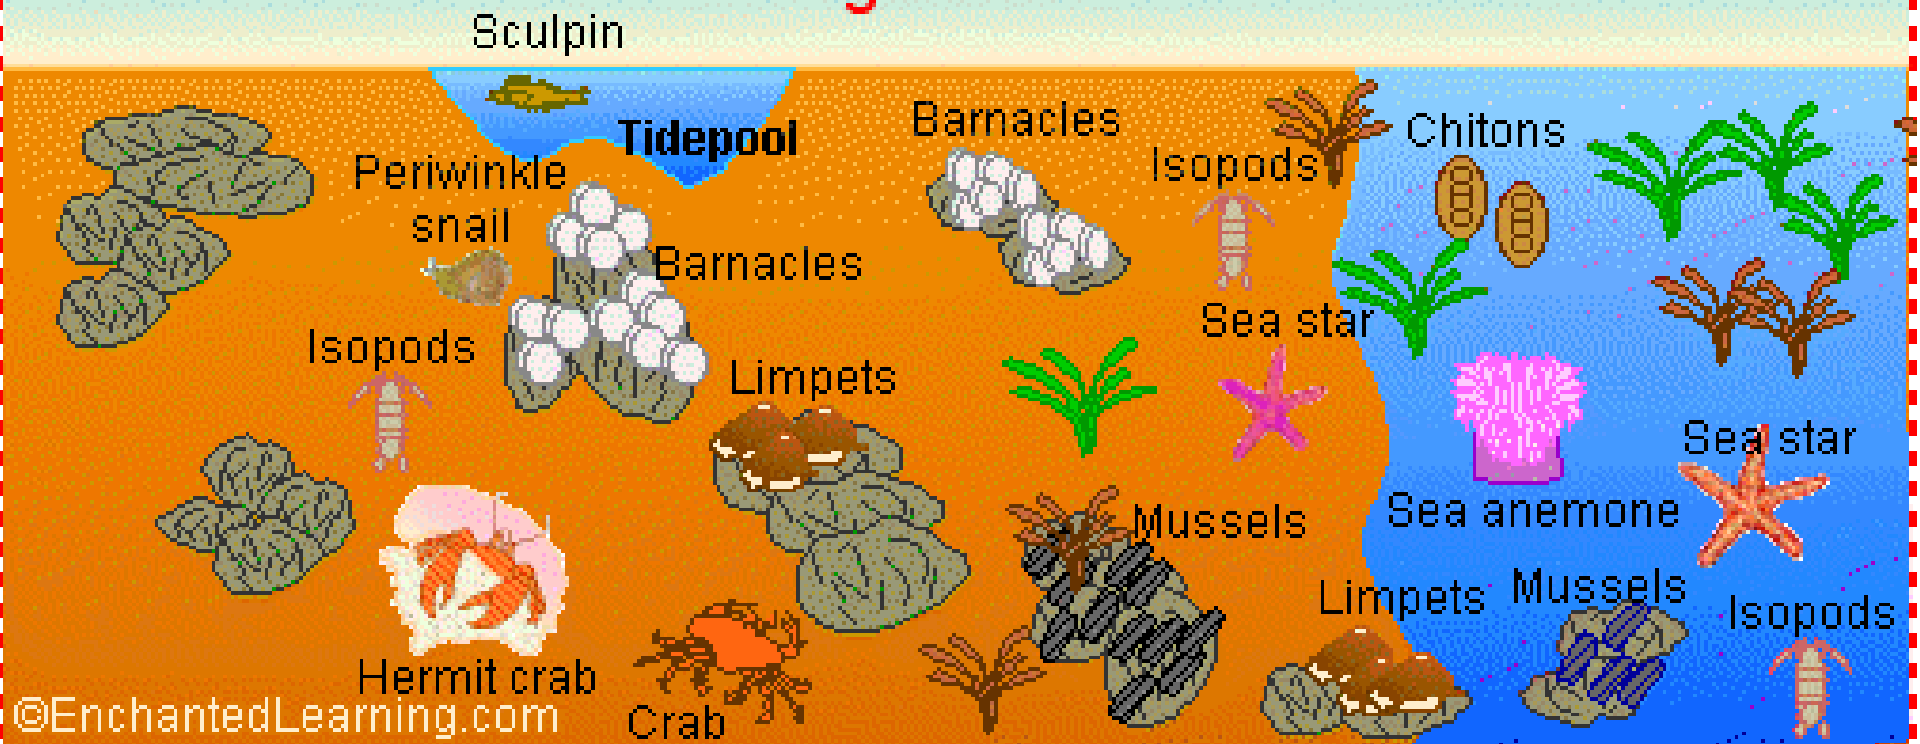 Sculpin
Tidepool
Barnacles
Chitons
Isopods
Periwinkle
snail
Barnacles
Sea star
Isopods
Limpets
Sea star
Sea anemone
Mussels
Mussels
Limpets
Isopods
Hermit crab
Crab
©EnchantedLearning.com